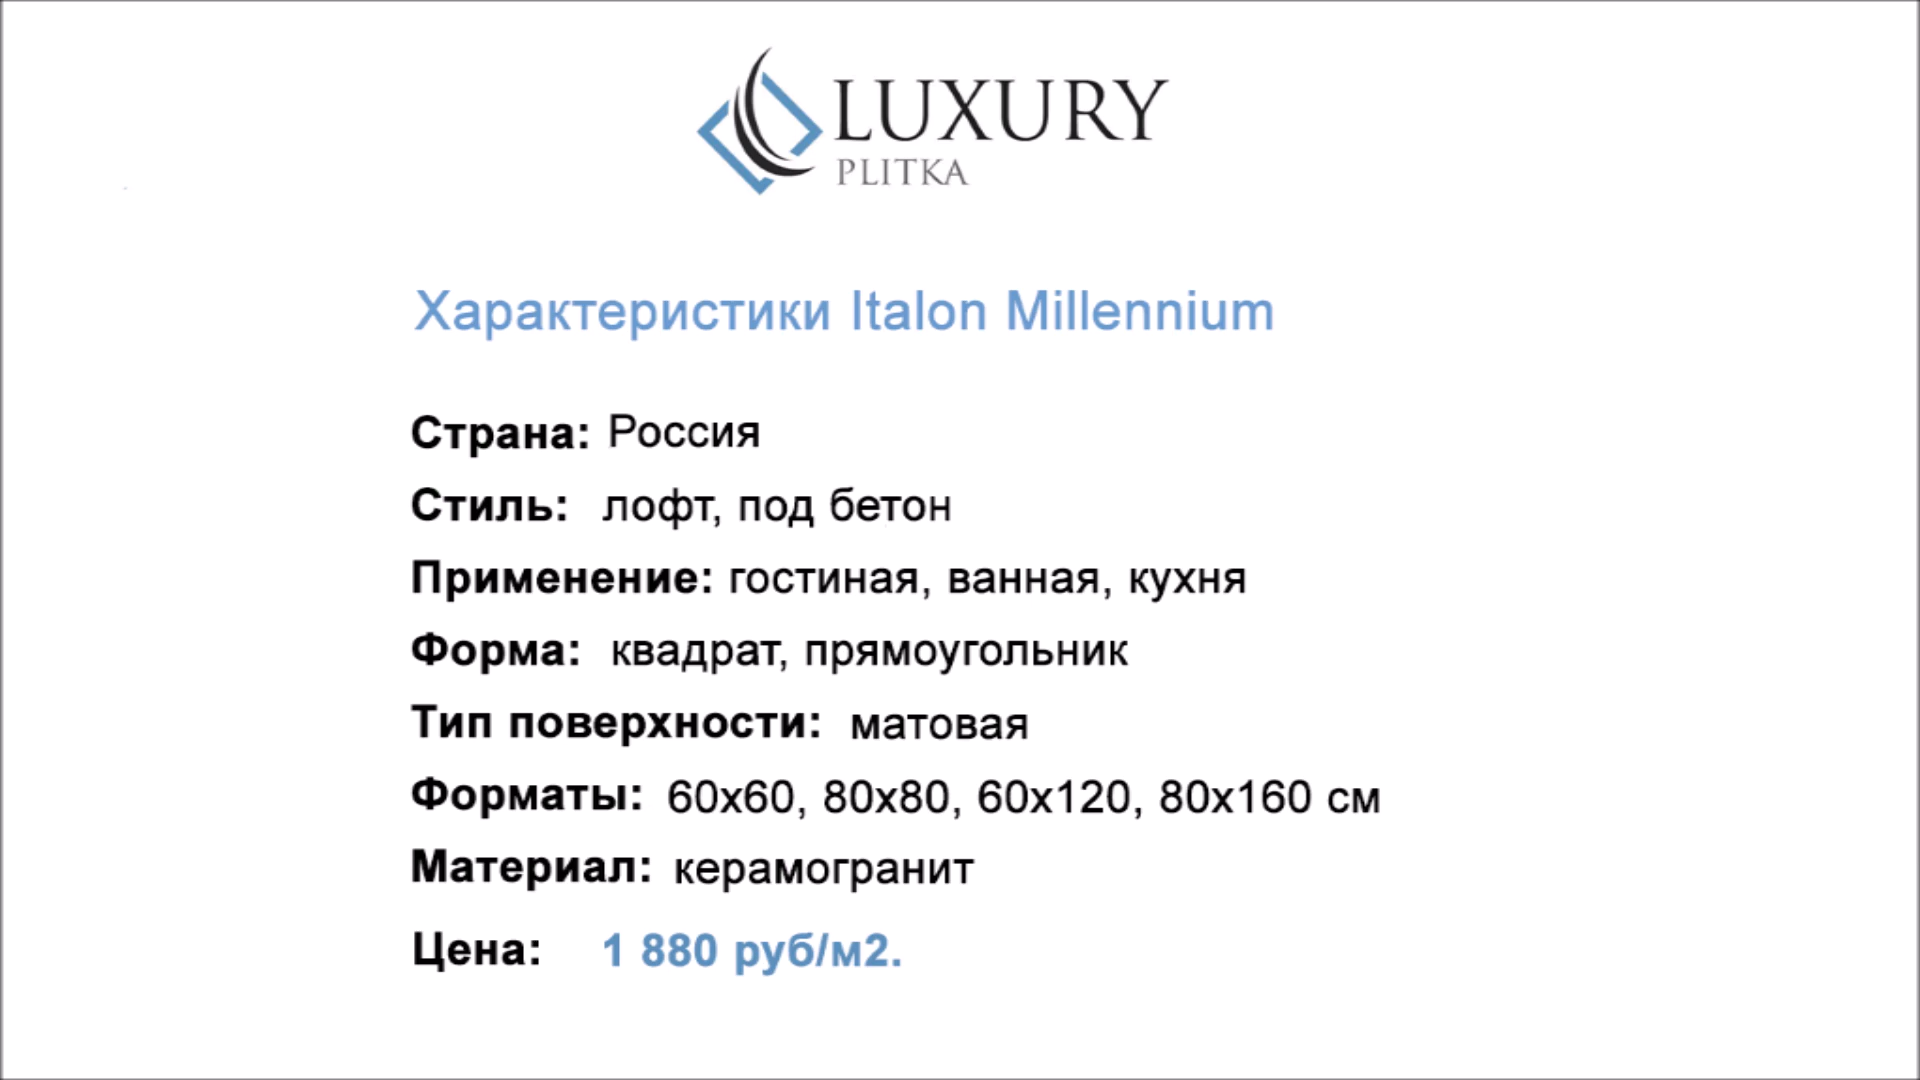 LUXURY
PLITKA
Характеристики Italon Millennium
Страна: Россия
Стиль: лофт, под бетон
Применение: гостиная, ванная, кухня
Форма: квадрат, прямоугольник
Тип поверхности: матовая
Форматы: 60x60, 80x80, 60x120, 80x160 см
Материал: керамогранит
Цена: 1 880 руб/м2.